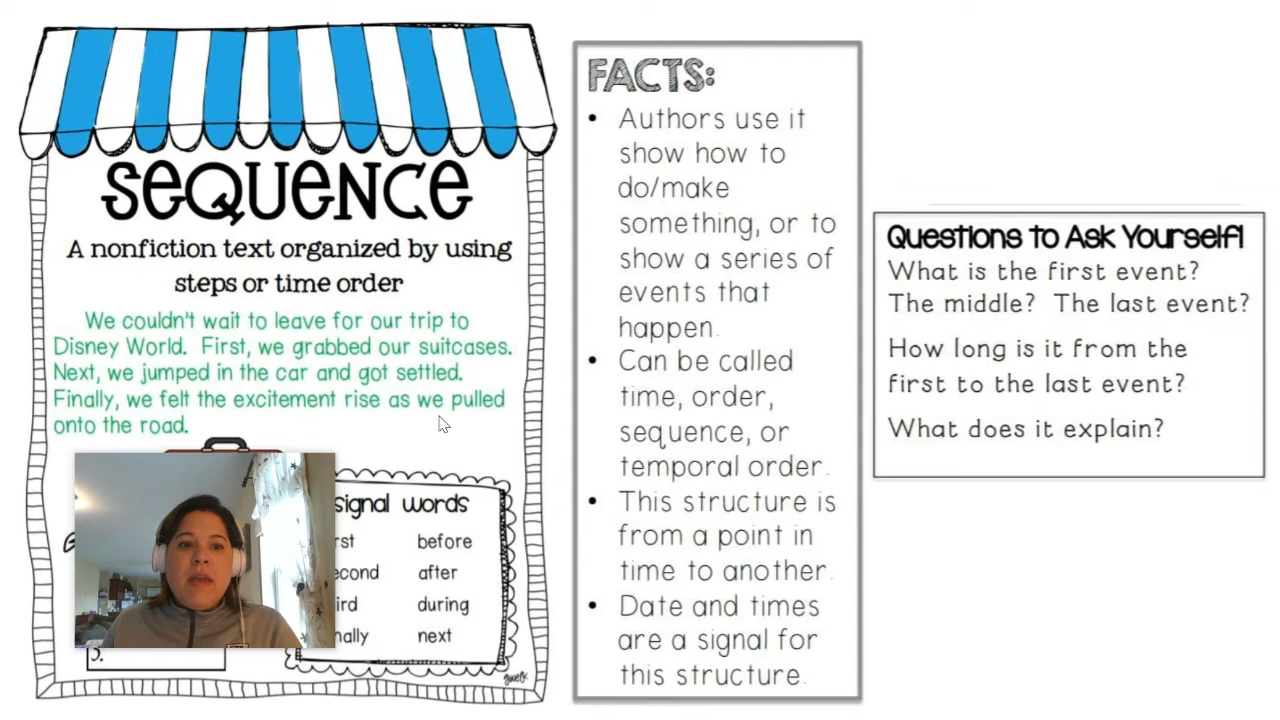 SEQUENCE
A nonfiction text organized by using
steps or time order
We couldn't wait to leave for our trip to
Disney World. First, we grabbed our suitcases.
Next, we jumped in the car and got settled.
Finally, we felt the excitement rise as we pulled
onto the road.
signal words
before
after
during
next
FACTS:
• Authors use it
show how to
do/make
something, or to
show a series of
events that
happen.
• Can be called
time, order,
sequence, or
temporal order.
• This structure is
from a point in
time to another.
• Date and times
are a signal for
this structure.
Questions to Ask Yourself!
What is the first event?
The middle? The last event?
How long is it from the
first to the last event?
What does it explain?